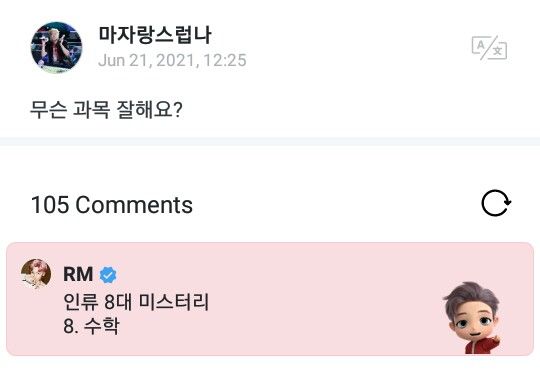 마자랑스럽나
Jun 21, 2021, 12:25
무슨 과목 잘해요?
105 Comments
RM
인류 8대 미스터리
8. 수학